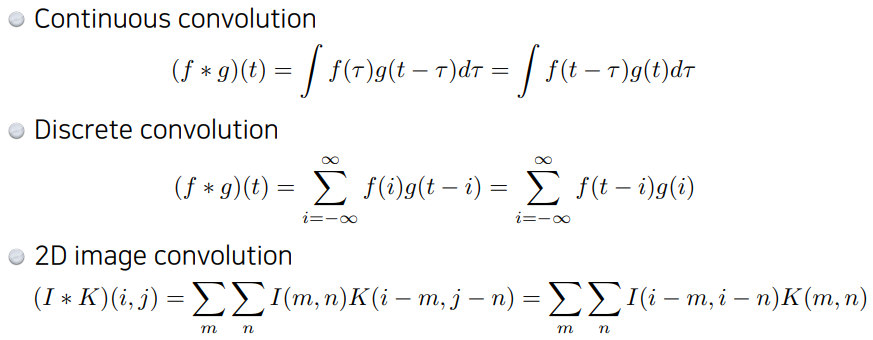 Continuous convolution
(f ∗ g)(t) = ∫ f(τ)g(t − τ)dτ = ∫ f(t − τ)g(t)dτ
Discrete convolution
(f ∗ g)(t) = ∑_{i=−∞}^{∞} f(i)g(t − i) = ∑_{i=−∞}^{∞} f(t − i)g(i)
2D image convolution
(I ∗ K)(i, j) = ∑_m ∑_n I(m, n)K(i − m, j − n) = ∑_m ∑_n I(i − m, i − n)K(m, n)